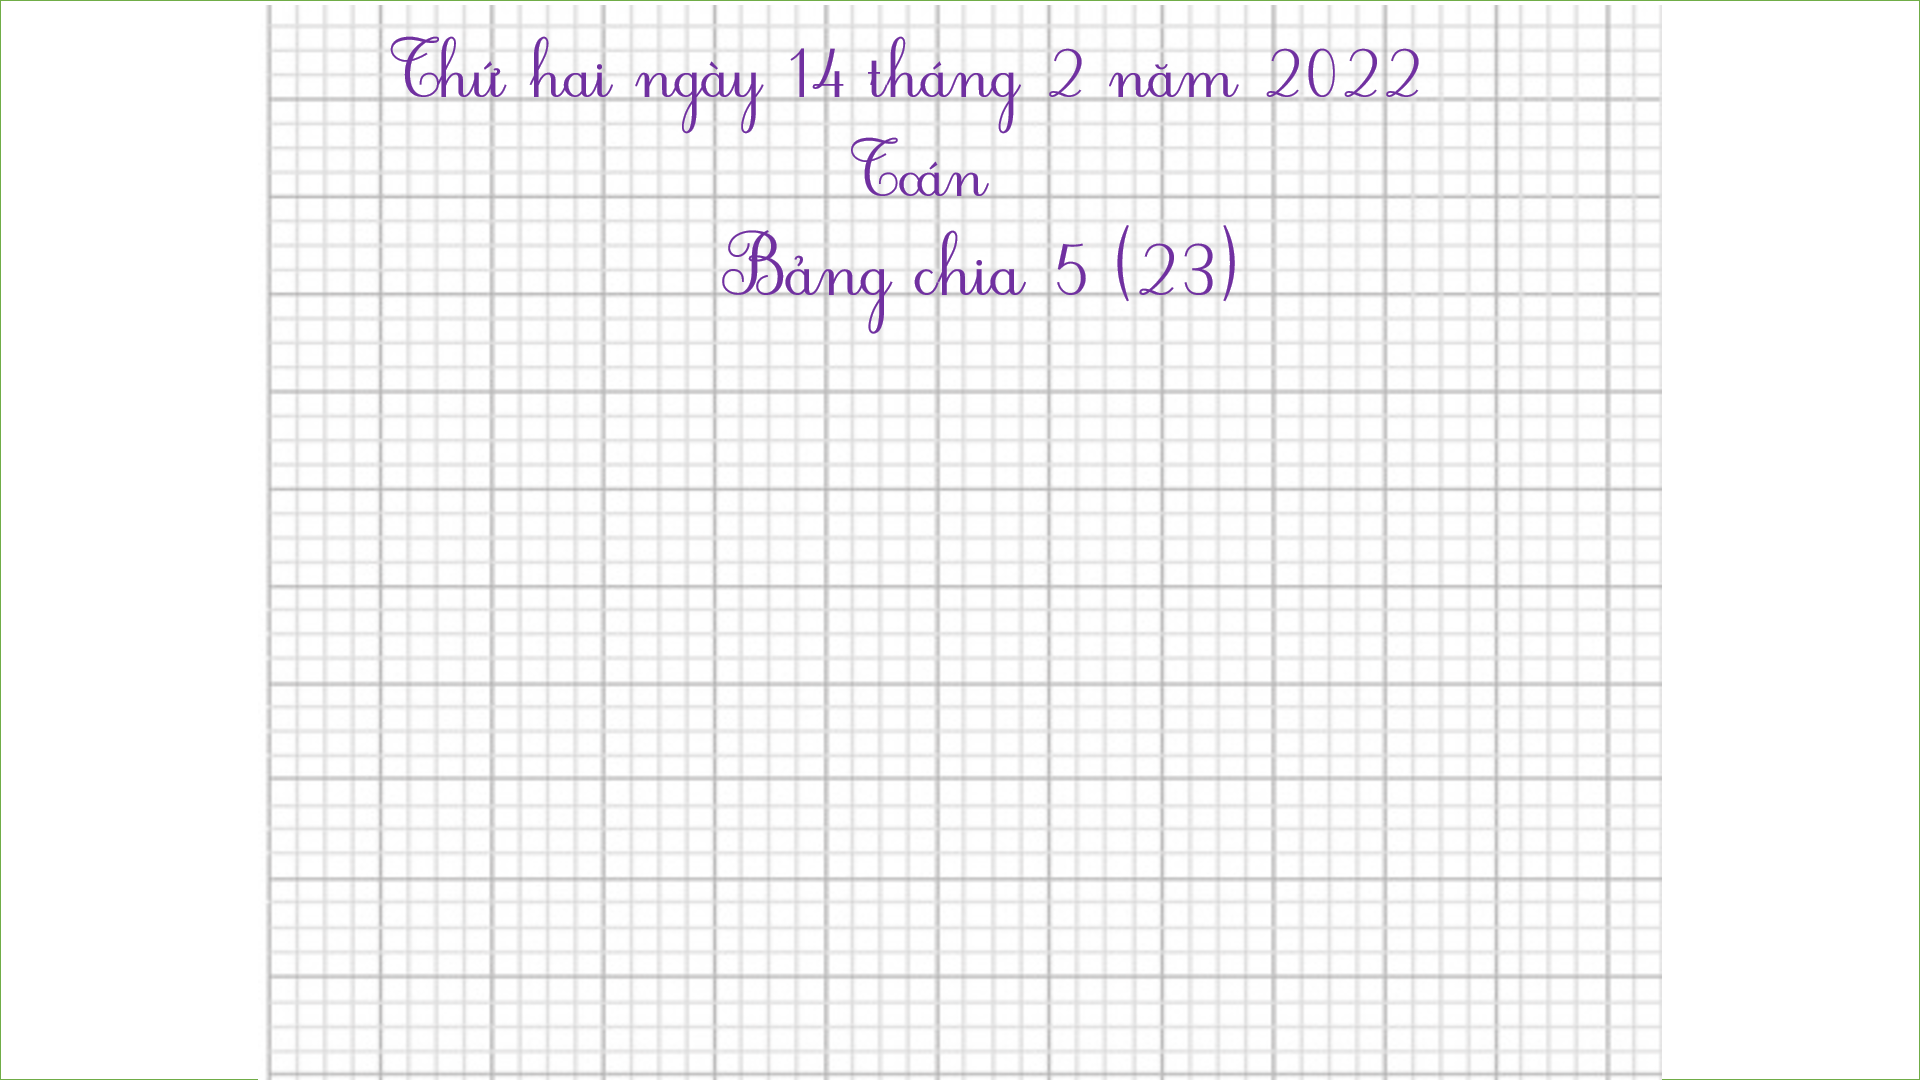 Thứ hai ngày 14 tháng 2 năm 2022
Toán
Bảng chia 5 (23)